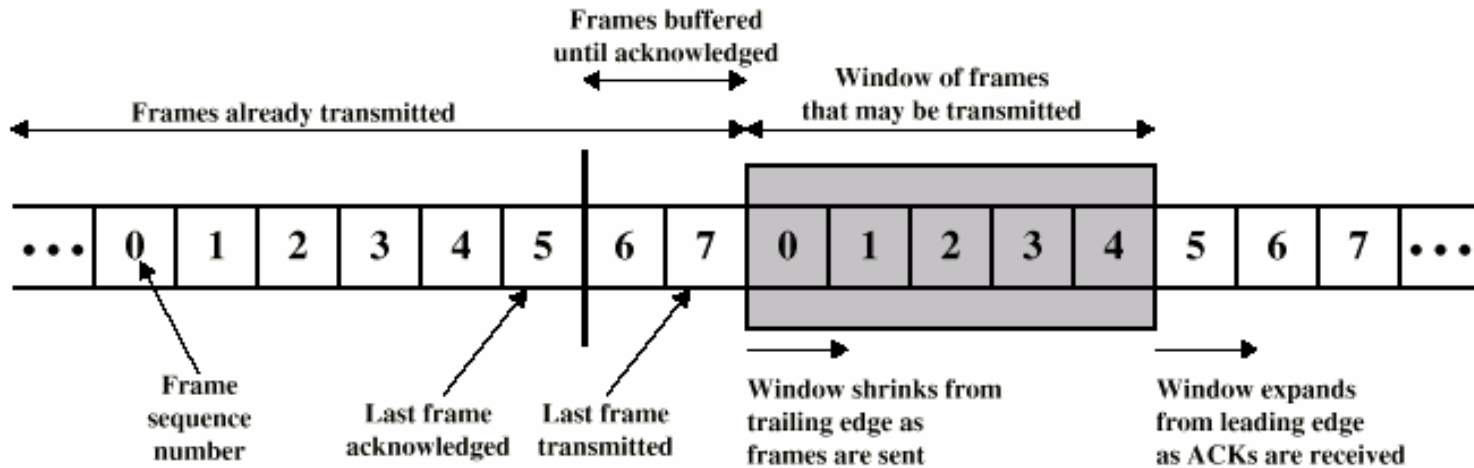 Frames buffered
until acknowledged
Window of frames
that may be transmitted
Frames already transmitted
••• 0 1 2 3 4 5 6 7 0 1 2 3 4 5 6 7 •••
Frame
sequence
number
Last frame
acknowledged
Last frame
transmitted
Window shrinks from
trailing edge as
frames are sent
Window expands
from leading edge
as ACKs are received